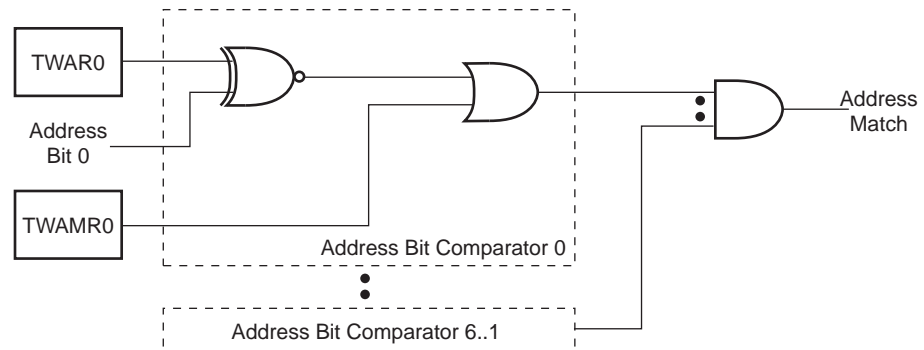 TWAR0
Address
Bit 0
TWAMR0
Address Bit Comparator 0
Address Bit Comparator 6..1
Address
Match